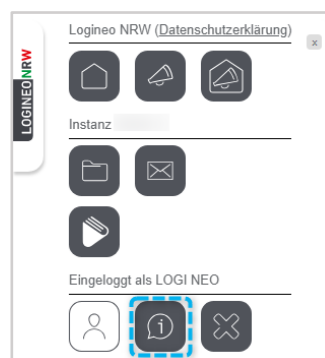 Logineo NRW (Datenschutzerklärung)
x
LOGINEO NRW
Instanz
Eingeloggt als LOGI NEO
i